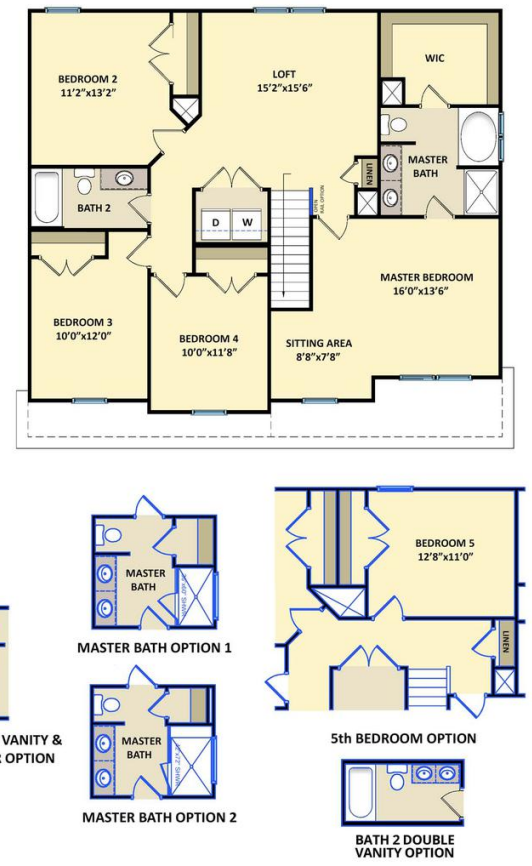 BEDROOM 2
11'2"x13'2"
LOFT
15'2"x15'6"
WIC
MASTER
BATH
LINEN
BATH 2
D W
OPEN
RAIL OPTION
MASTER BEDROOM
16'0"x13'6"
BEDROOM 3
10'0"x12'0"
BEDROOM 4
10'0"x11'8"
SITTING AREA
8'8"x7'8"
MASTER
BATH
MASTER BATH OPTION 1
BEDROOM 5
12'8"x11'0"
LINEN
5th BEDROOM OPTION
VANITY &
OPTION
MASTER
BATH
MASTER BATH OPTION 2
BATH 2 DOUBLE
VANITY OPTION